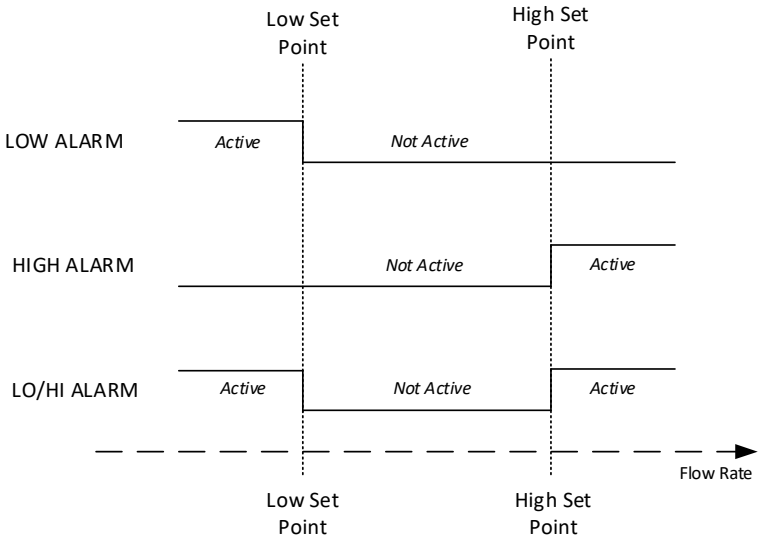 Low Set
Point
High Set
Point
LOW ALARM
Active
Not Active
HIGH ALARM
Not Active
Active
LO/HI ALARM
Active
Not Active
Active
Flow Rate
Low Set
Point
High Set
Point